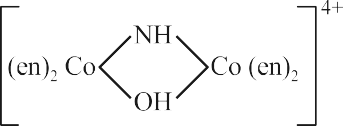 4+
NH
(en)₂ Co Co (en)₂
OH